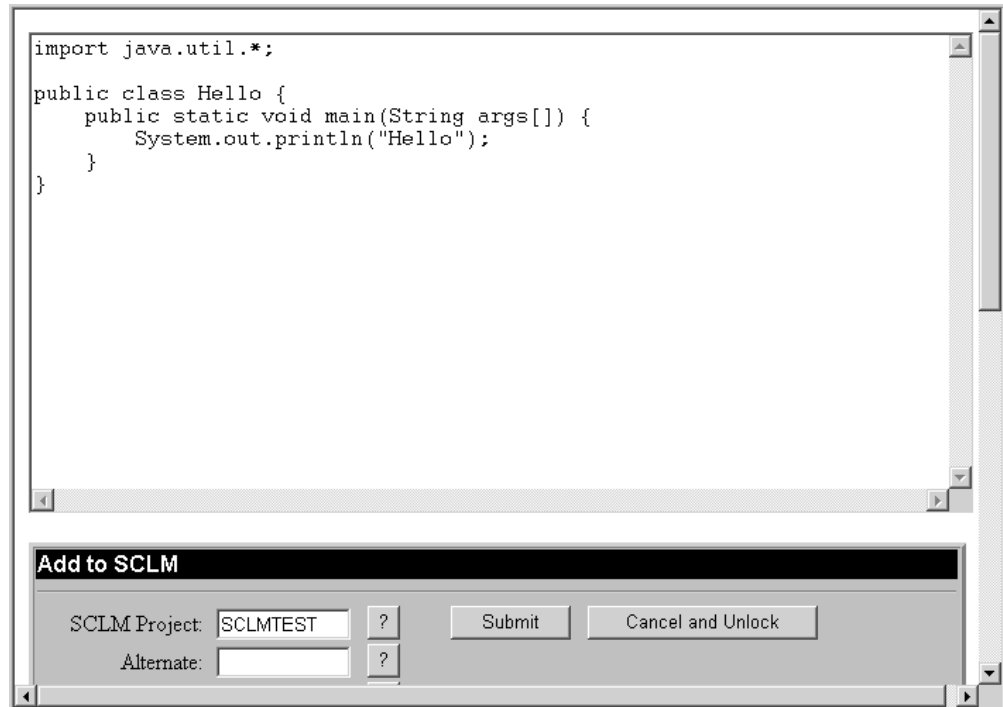 import java.util.*;
public class Hello {
    public static void main(String args[]) {
        System.out.println("Hello");
    }
}
Add to SCLM
SCLM Project: SCLMTEST ? Submit Cancel and Unlock
Alternate: ?